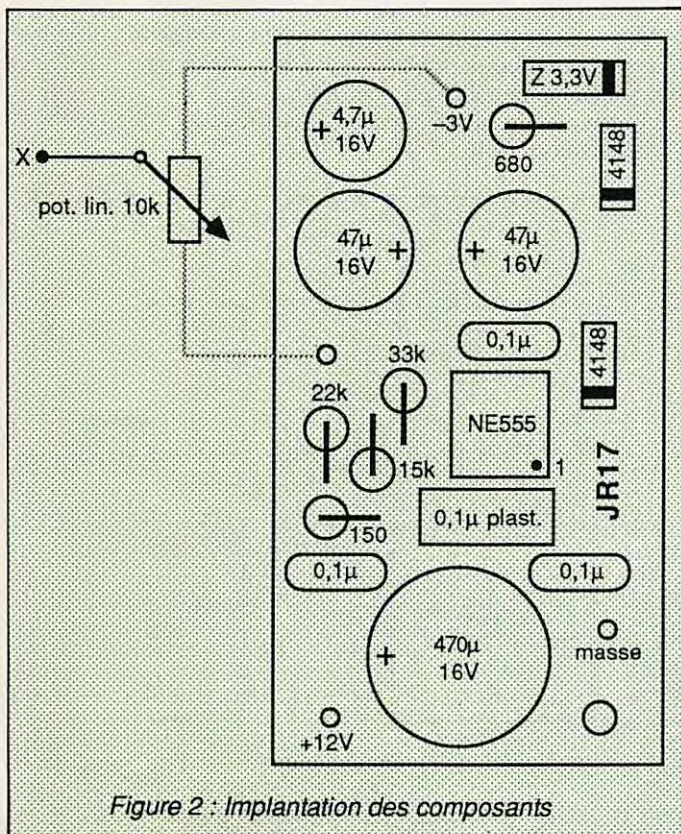 Z 3,3V
4,7µ
16V
–3V
680
4148
X
pot. lin. 10k
47µ
16V
47µ
16V
0,1µ
4148
33k
22k
NE555
1
15k
JR17
0,1µ plast.
150
0,1µ
0,1µ
470µ
16V
masse
+12V
Figure 2 : Implantation des composants